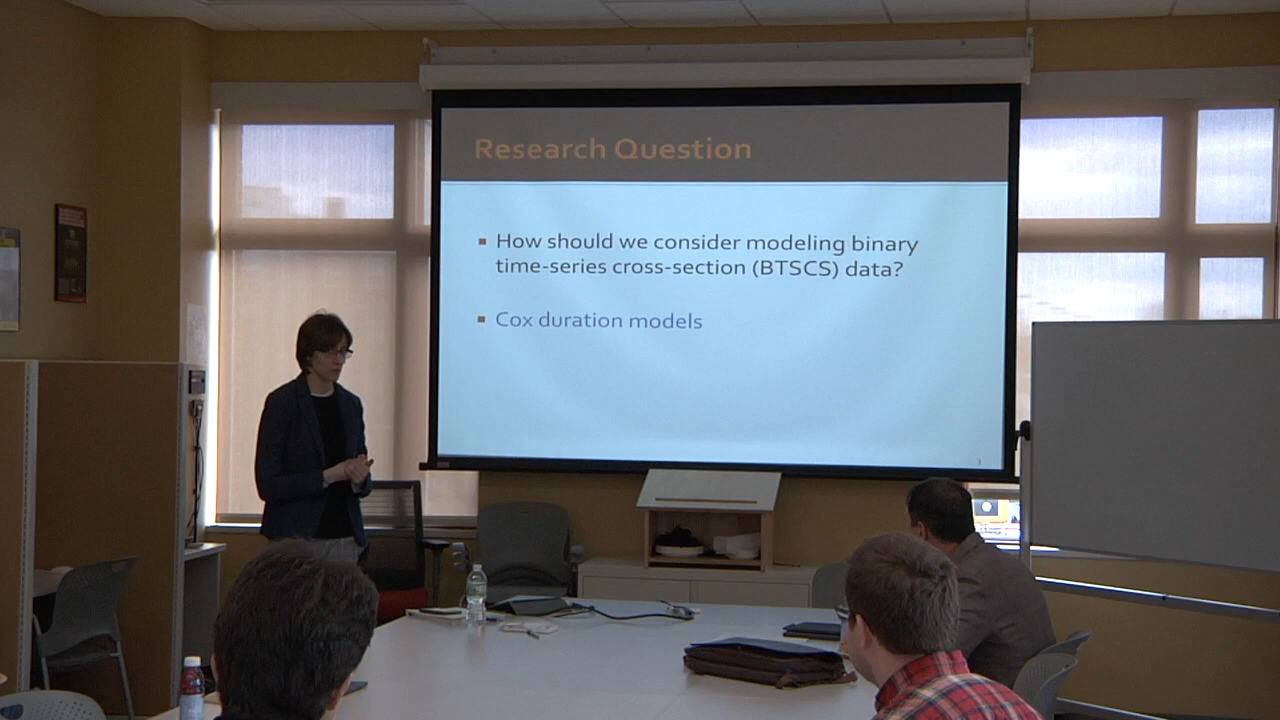 Research Question
How should we consider modeling binary
time-series cross-section (BTSCS) data?
Cox duration models